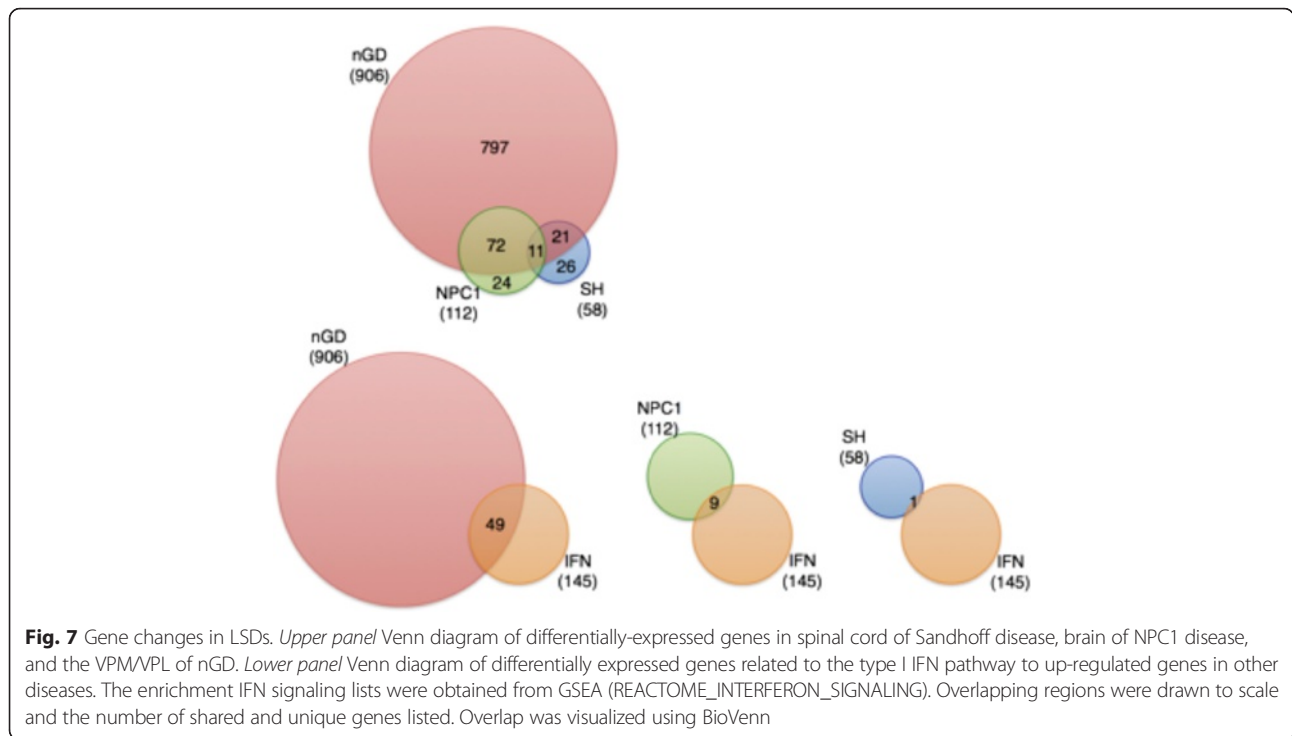 nGD
(906)
797
72
11
21
26
24
NPC1
(112)
SH
(58)
nGD
(906)
49
IFN
(145)
NPC1
(112)
9
IFN
(145)
SH
(58)
1
IFN
(145)
Fig. 7 Gene changes in LSDs. Upper panel Venn diagram of differentially-expressed genes in spinal cord of Sandhoff disease, brain of NPC1 disease,
and the VPM/VPL of nGD. Lower panel Venn diagram of differentially expressed genes related to the type I IFN pathway to up-regulated genes in other
diseases. The enrichment IFN signaling lists were obtained from GSEA (REACTOME_INTERFERON_SIGNALING). Overlapping regions were drawn to scale
and the number of shared and unique genes listed. Overlap was visualized using BioVenn